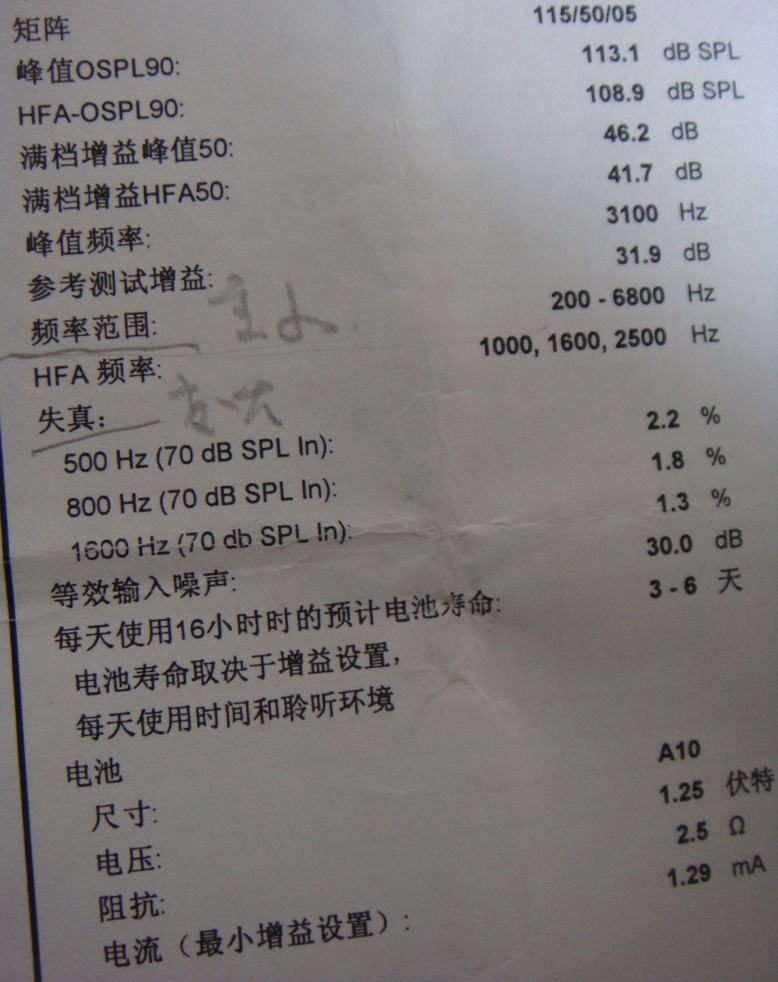 矩阵 115/50/05
峰值OSPL90: 113.1 dB SPL
HFA-OSPL90: 108.9 dB SPL
满档增益峰值50: 46.2 dB
满档增益HFA50: 41.7 dB
峰值频率: 3100 Hz
参考测试增益: 31.9 dB
频率范围: 200 - 6800 Hz
HFA 频率: 1000, 1600, 2500 Hz
失真:
500 Hz (70 dB SPL In): 2.2 %
800 Hz (70 dB SPL In): 1.8 %
1600 Hz (70 db SPL In): 1.3 %
等效输入噪声: 30.0 dB
每天使用16小时时的预计电池寿命: 3 - 6 天
电池寿命取决于增益设置,
每天使用时间和聆听环境
电池
尺寸: A10
电压: 1.25 伏特
阻抗: 2.5 Ω
电流（最小增益设置）: 1.29 mA